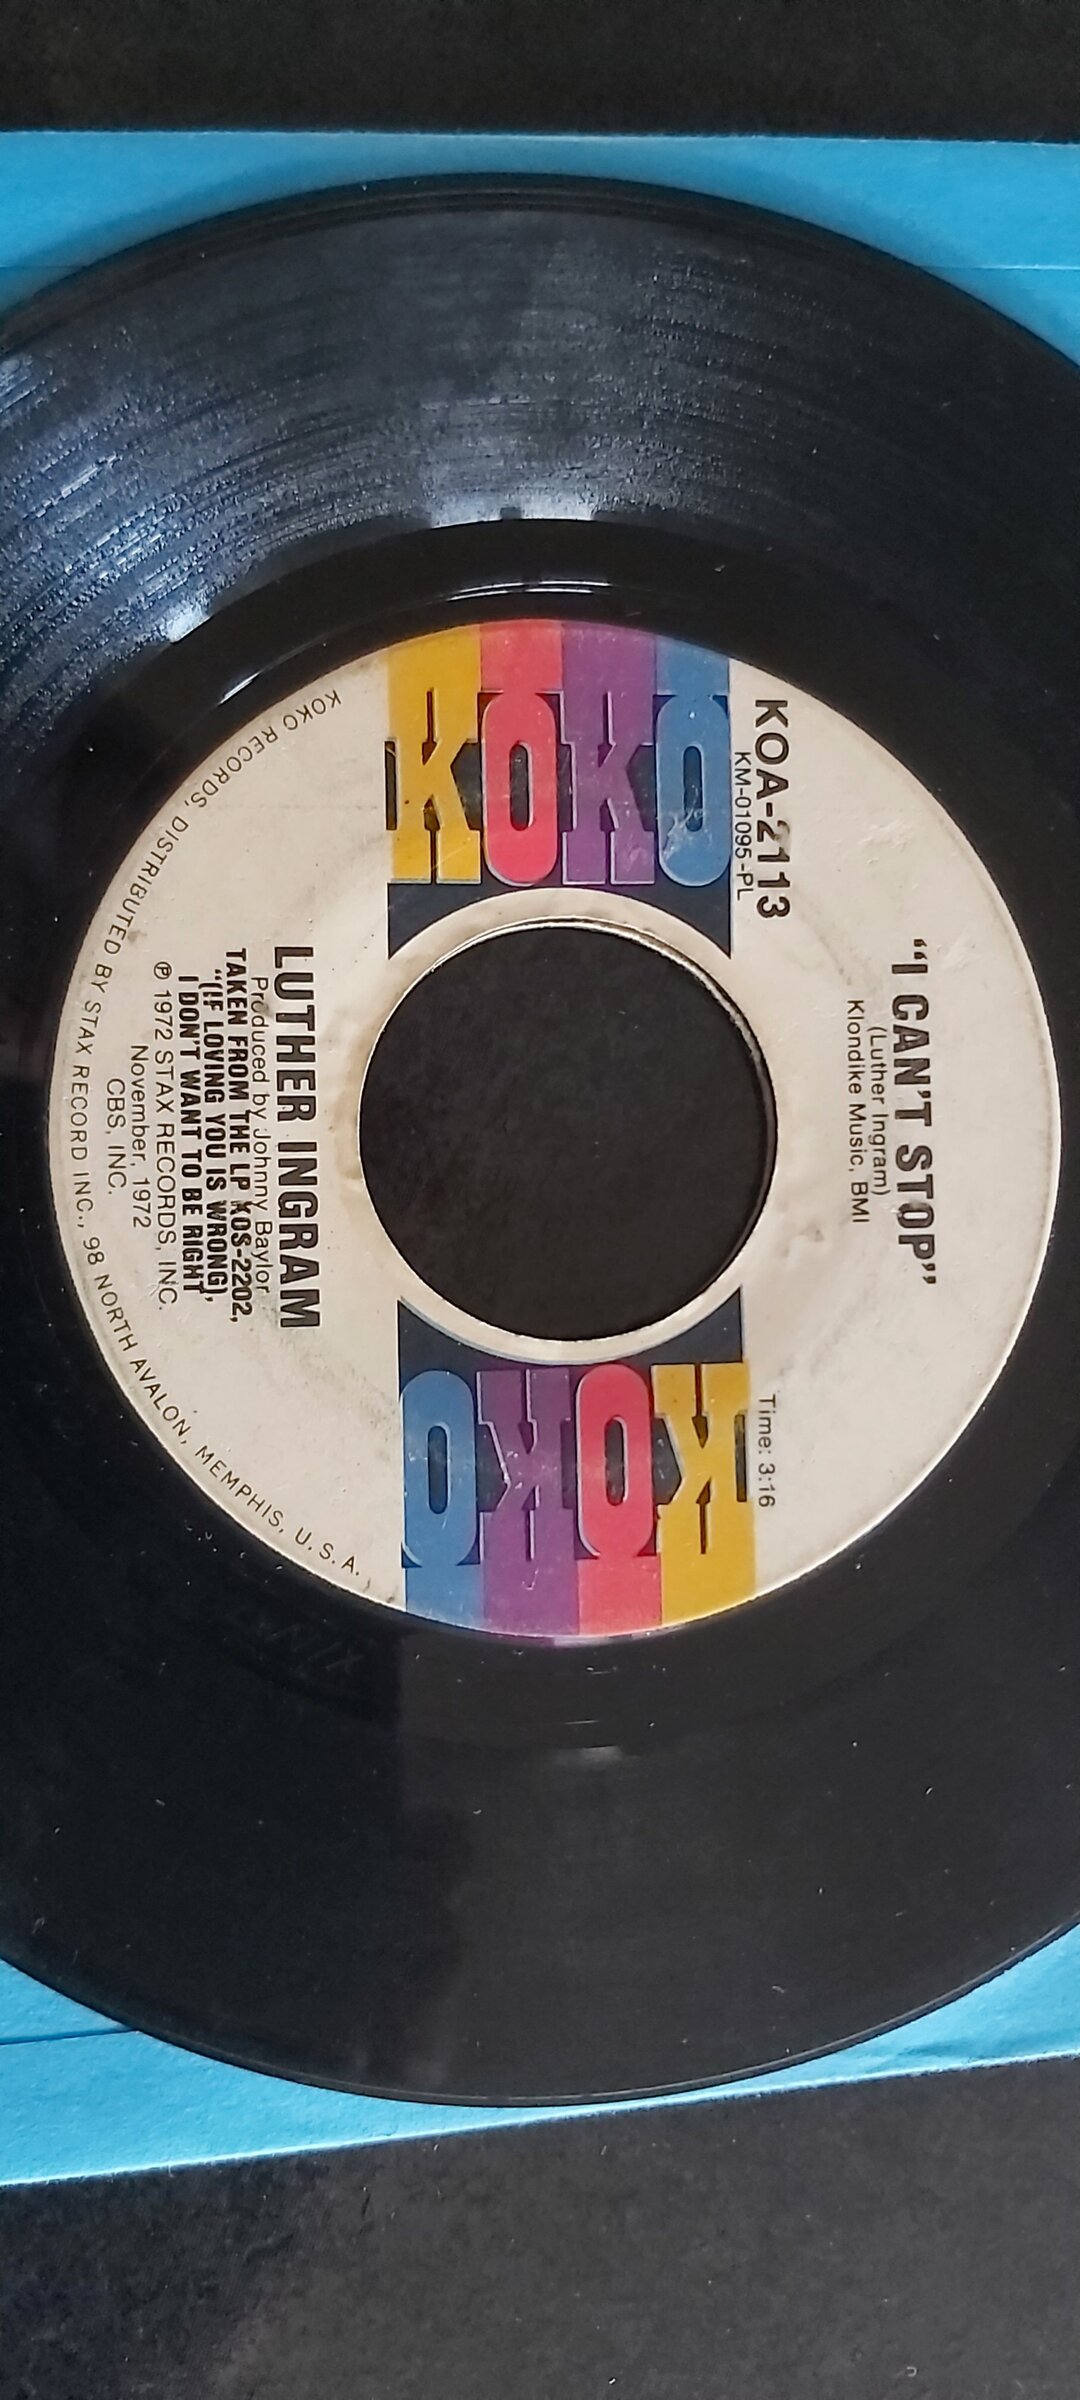 "I CAN'T STOP"
(Luther Ingram)
Klondike Music, BMI
KOA-2113
KM-01095-PL
Time: 3:16
KOKO
KOKO
LUTHER INGRAM
Produced by Johnny Baylor
TAKEN FROM THE LP KOS-2202,
"(IF LOVING YOU IS WRONG),
I DON'T WANT TO BE RIGHT
℗ 1972 STAX RECORDS, INC.
November, 1972
CBS, INC.
KOKO RECORDS, DISTRIBUTED BY STAX RECORD INC., 98 NORTH AVALON, MEMPHIS, U.S.A.